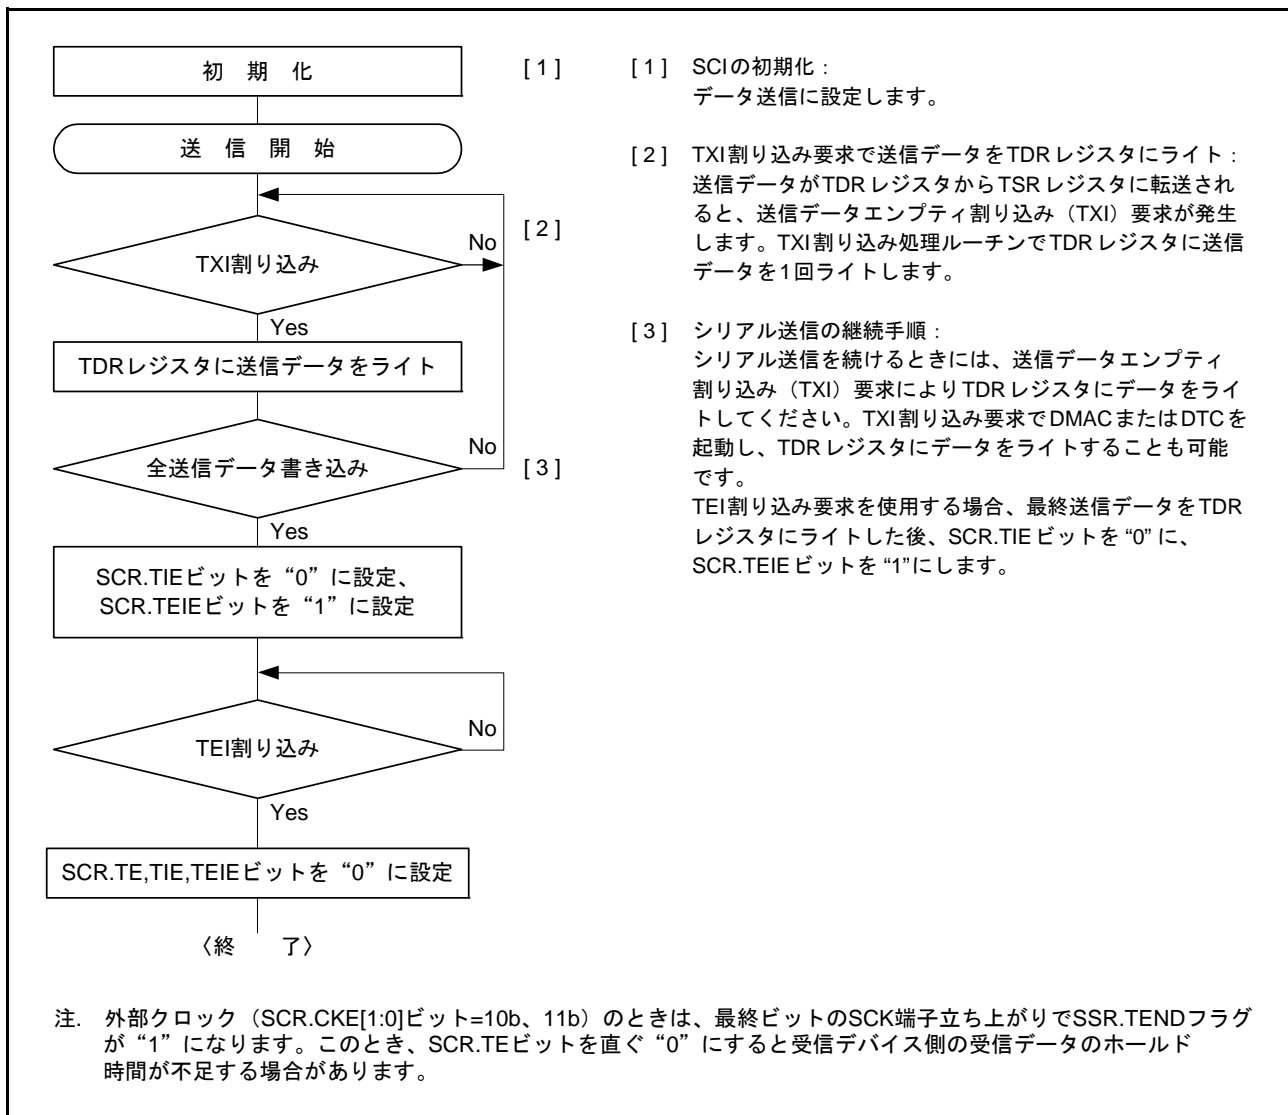 初 期 化
[ 1 ]
送 信 開 始
[ 2 ]
TXI割り込み
No
Yes
TDRレジスタに送信データをライト
全送信データ書き込み
No
[ 3 ]
Yes
SCR.TIEビットを“0”に設定、
SCR.TEIEビットを“1”に設定
TEI割り込み
No
Yes
SCR.TE,TIE,TEIEビットを“0”に設定
〈終 了〉
[ 1 ] SCIの初期化：
データ送信に設定します。
[ 2 ] TXI割り込み要求で送信データをTDRレジスタにライト：
送信データがTDRレジスタからTSRレジスタに転送され
ると、送信データエンプティ割り込み（TXI）要求が発生
します。TXI割り込み処理ルーチンでTDRレジスタに送信
データを1回ライトします。
[ 3 ] シリアル送信の継続手順：
シリアル送信を続けるときには、送信データエンプティ
割り込み（TXI）要求によりTDRレジスタにデータをライ
トしてください。TXI割り込み要求でDMACまたはDTCを
起動し、TDRレジスタにデータをライトすることも可能
です。
TEI割り込み要求を使用する場合、最終送信データをTDR
レジスタにライトした後、SCR.TIEビットを “0” に、
SCR.TEIEビットを “1”にします。
注. 外部クロック（SCR.CKE[1:0]ビット=10b、11b）のときは、最終ビットのSCK端子立ち上がりでSSR.TENDフラグ
が“1”になります。このとき、SCR.TEビットを直ぐ“0”にすると受信デバイス側の受信データのホールド
時間が不足する場合があります。